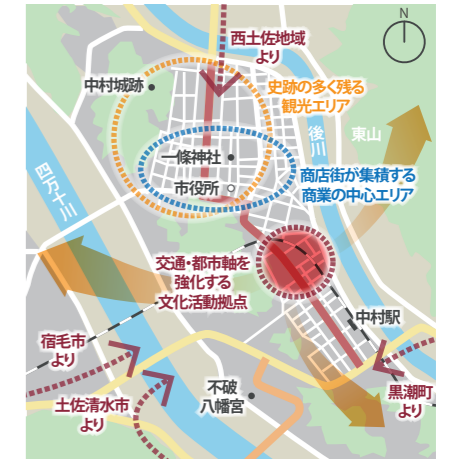 N
西土佐地域
より
中村城跡
史跡の多く残る
観光エリア
後川
東山
一條神社
市役所
商店街が集積する
商業の中心エリア
四万十川
交通・都市軸を
強化する
文化活動拠点
中村駅
宿毛市
より
土佐清水市
より
不破
八幡宮
黒潮町
より